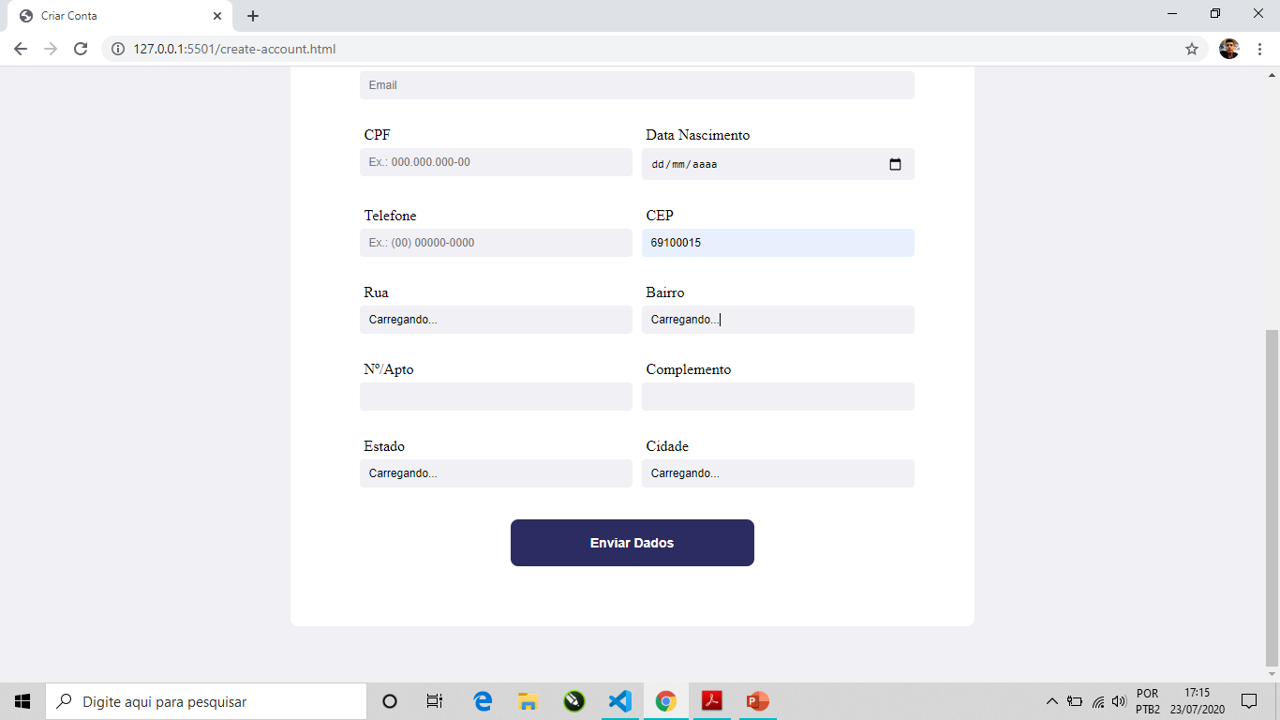 Criar Conta
127.0.0.1:5501/create-account.html
Email
CPF
Data Nascimento
Ex.: 000.000.000-00
dd/mm/aaaa
Telefone
CEP
Ex.: (00) 00000-0000
69100015
Rua
Bairro
Carregando...
Carregando...
Nº/Apto
Complemento
Estado
Cidade
Carregando...
Carregando...
Enviar Dados
Digite aqui para pesquisar
POR
PTB2
17:15
23/07/2020